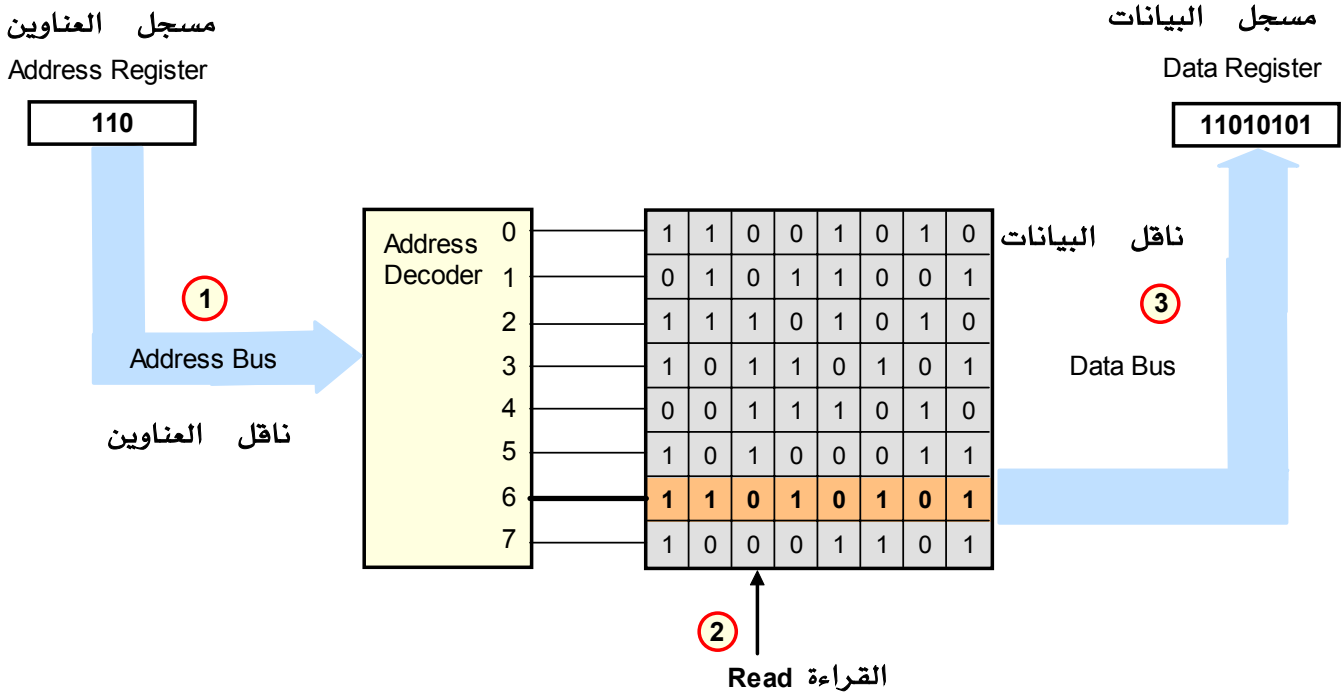 مسجل العناوين
Address Register
110
مسجل البيانات
Data Register
11010101
1
Address Bus
ناقل العناوين
Address
Decoder
0 1 1 0 0 1 0 1 0
1 0 1 0 1 1 0 0 1
2 1 1 1 0 1 0 1 0
3 1 0 1 1 0 1 0 1
4 0 0 1 1 1 0 1 0
5 1 0 1 0 0 0 1 1
6 1 1 0 1 0 1 0 1
7 1 0 0 0 1 1 0 1
ناقل البيانات
3
Data Bus
2
القراءة Read